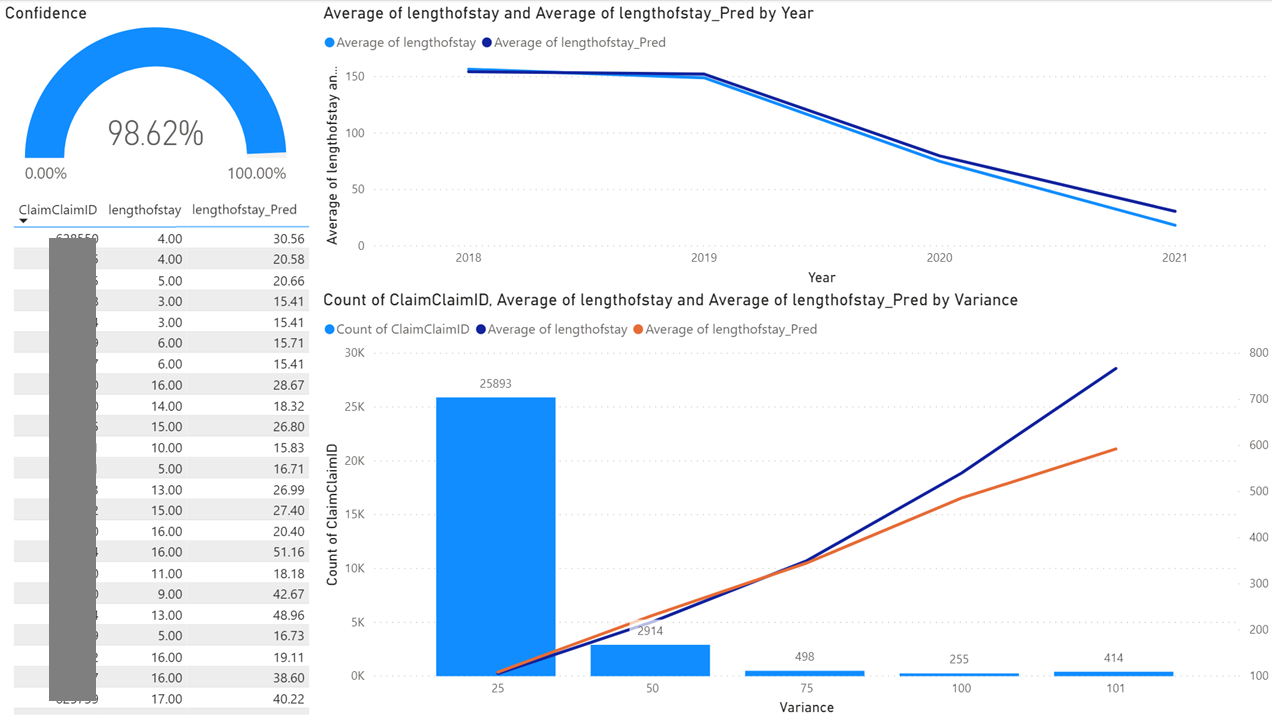 Confidence
98.62%
0.00% 100.00%
ClaimClaimID lengthofstay lengthofstay_Pred
4.00 30.56
4.00 20.58
5.00 20.66
3.00 15.41
3.00 15.41
6.00 15.71
6.00 15.41
16.00 28.67
14.00 18.32
15.00 26.80
10.00 15.83
5.00 16.71
13.00 26.99
15.00 27.40
16.00 20.40
16.00 51.16
11.00 18.18
9.00 42.67
13.00 48.96
5.00 16.73
16.00 19.11
16.00 38.60
17.00 40.22
Average of lengthofstay and Average of lengthofstay_Pred by Year
Average of lengthofstay Average of lengthofstay_Pred
Average of lengthofstay an...
150
100
50
0
2018 2019 2020 2021
Year
Count of ClaimClaimID, Average of lengthofstay and Average of lengthofstay_Pred by Variance
Count of ClaimClaimID Average of lengthofstay Average of lengthofstay_Pred
Count of ClaimClaimID
30K
25K
20K
15K
10K
5K
0K
25893
2914
498
255
414
800
700
600
500
400
300
200
100
25 50 75 100 101
Variance